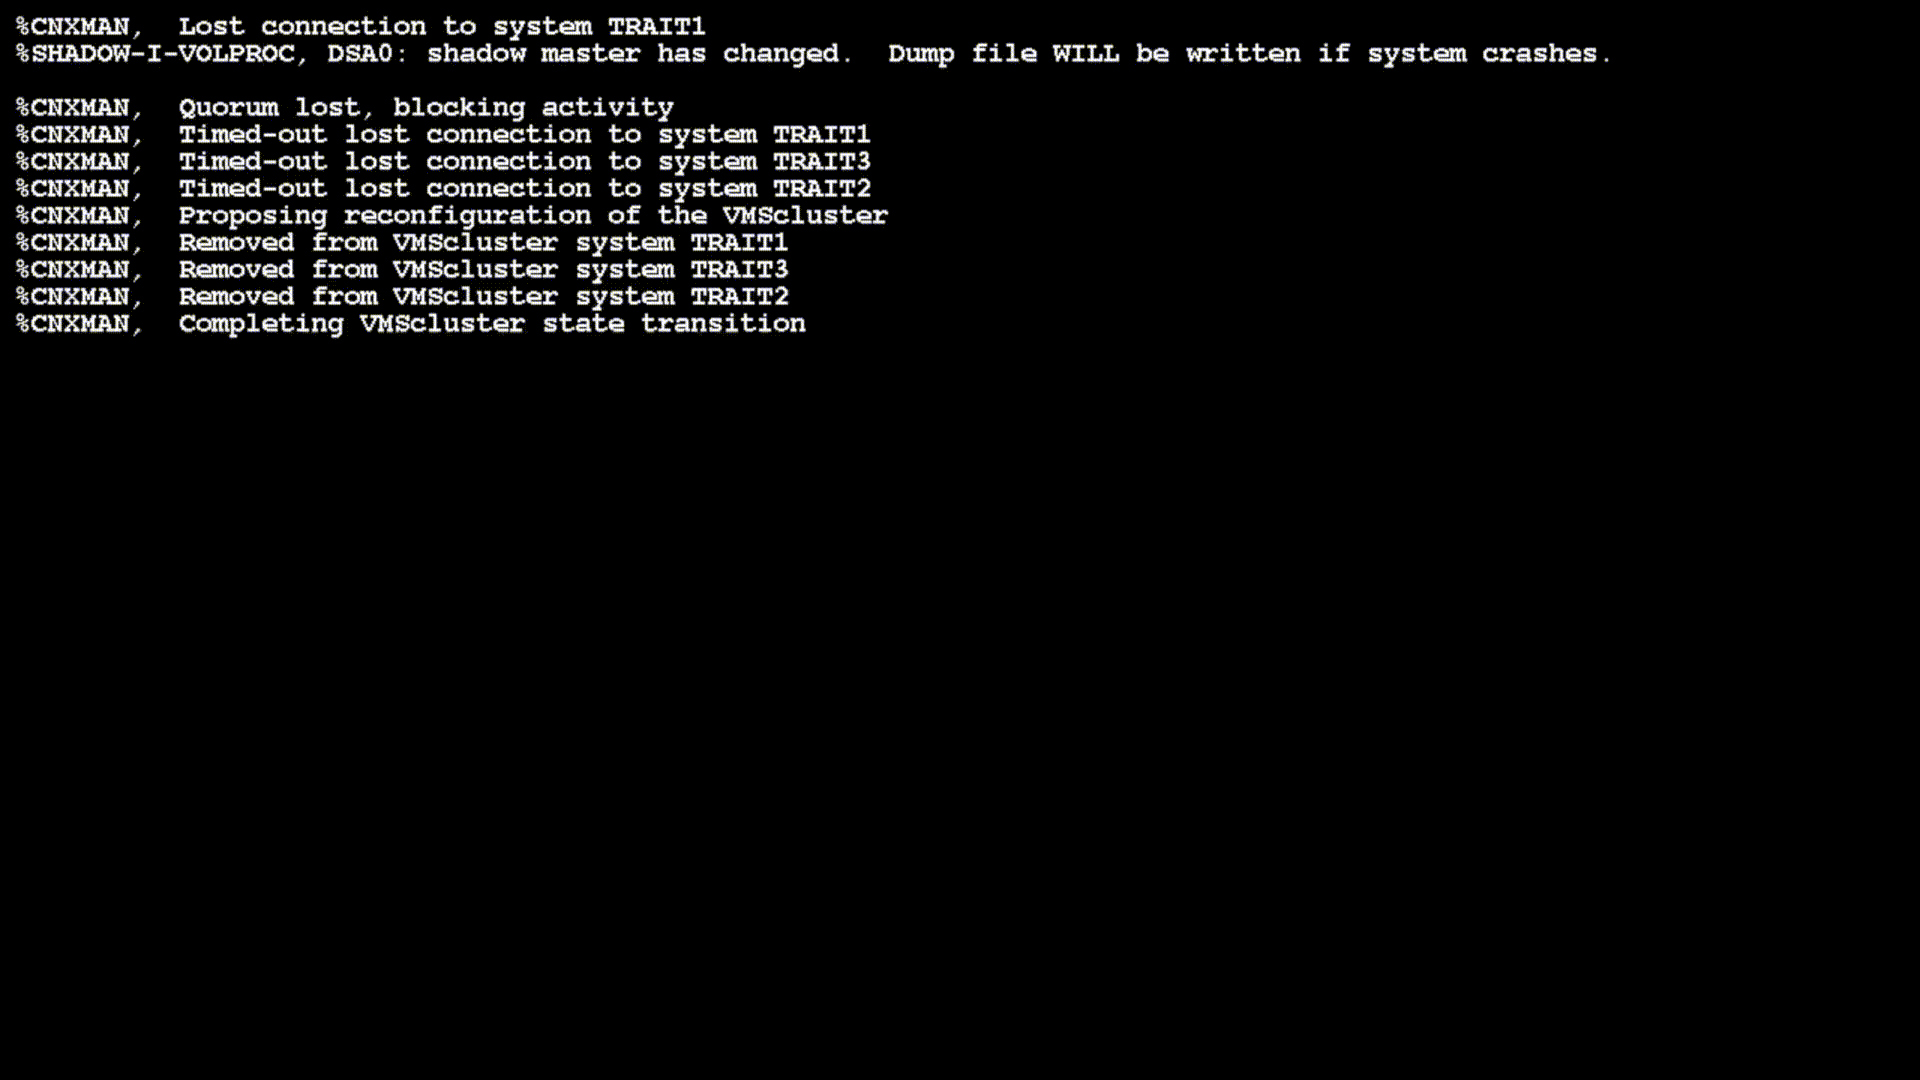 %CNXMAN,  Lost connection to system TRAIT1
%SHADOW-I-VOLPROC, DSA0: shadow master has changed.  Dump file WILL be written if system crashes.
%CNXMAN,  Quorum lost, blocking activity
%CNXMAN,  Timed-out lost connection to system TRAIT1
%CNXMAN,  Timed-out lost connection to system TRAIT3
%CNXMAN,  Timed-out lost connection to system TRAIT2
%CNXMAN,  Proposing reconfiguration of the VMScluster
%CNXMAN,  Removed from VMScluster system TRAIT1
%CNXMAN,  Removed from VMScluster system TRAIT3
%CNXMAN,  Removed from VMScluster system TRAIT2
%CNXMAN,  Completing VMScluster state transition